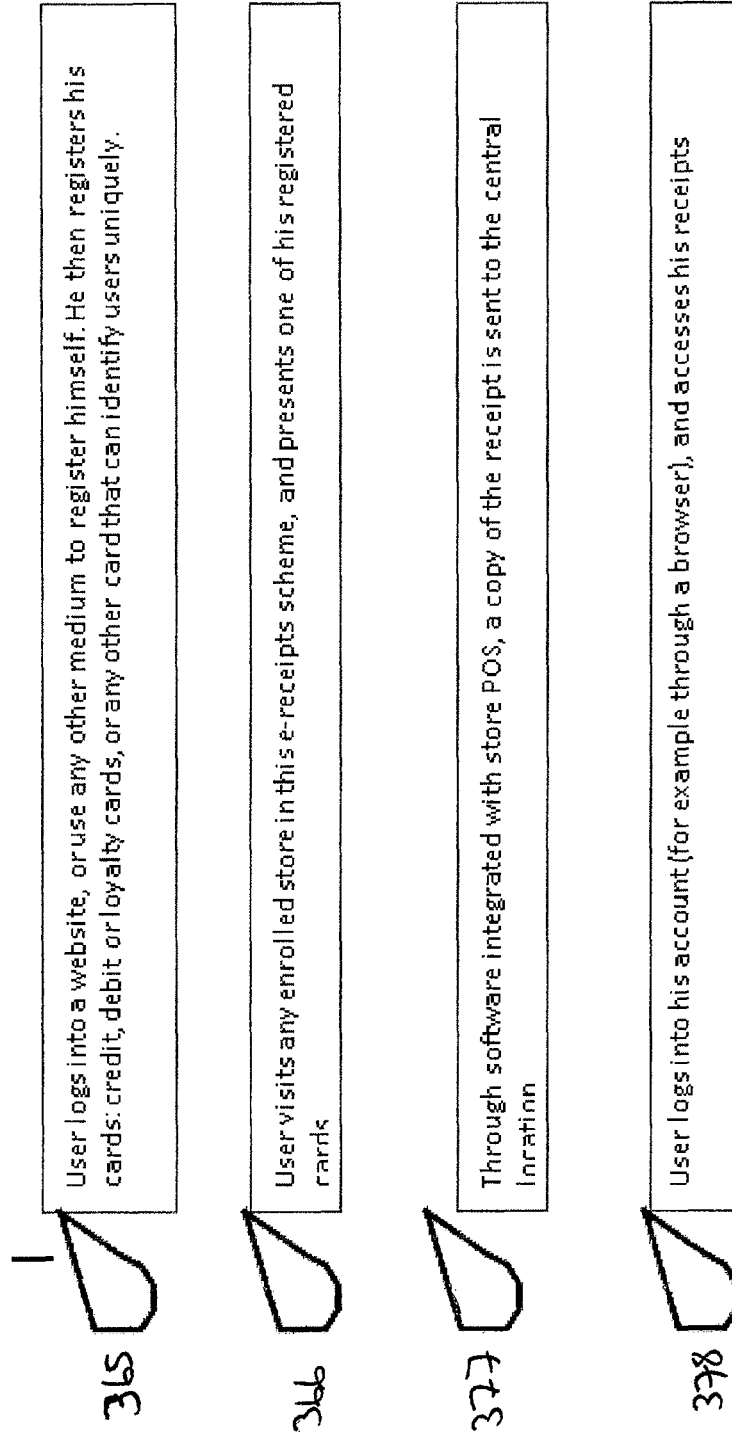 User logs into a website, or use any other medium to register himself. He then registers his
cards: credit, debit or loyalty cards, or any other card that can identify users uniquely.
365
User visits any enrolled store in this e-receipts scheme, and presents one of his registered
cards
366
Through software integrated with store POS, a copy of the receipt is sent to the central
location
377
User logs into his account (for example through a browser), and accesses his receipts
378